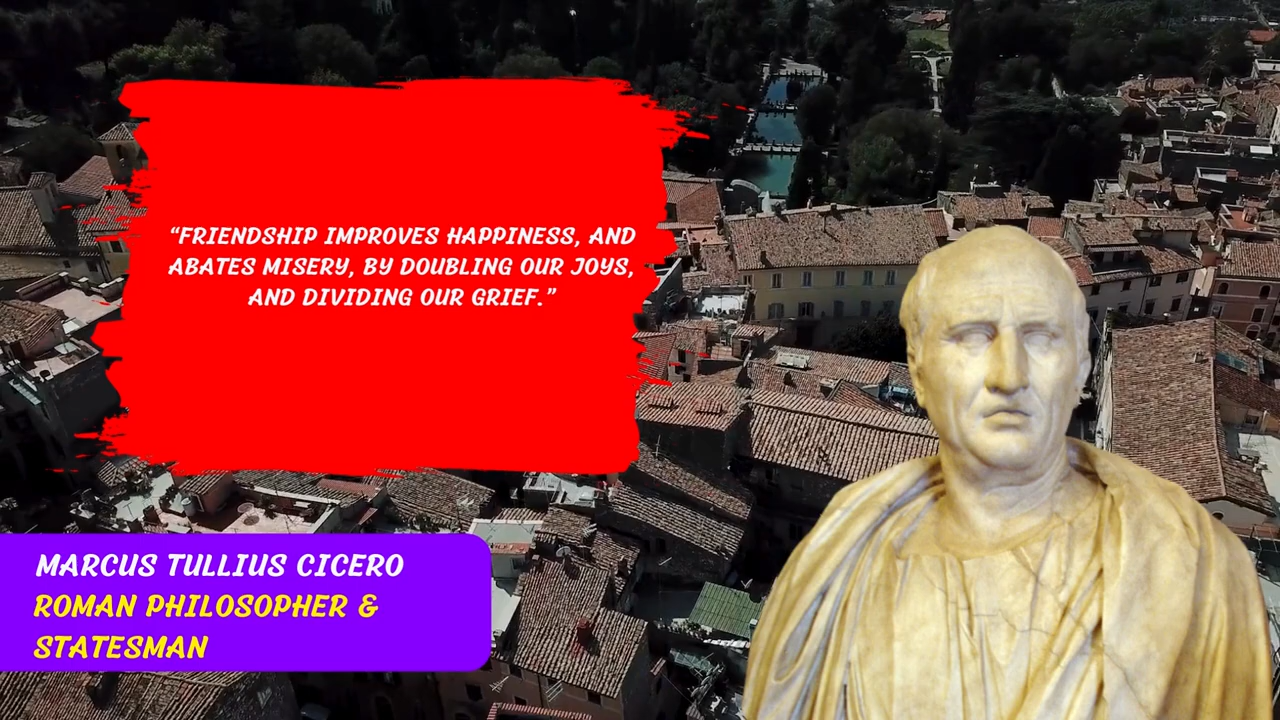 “FRIENDSHIP IMPROVES HAPPINESS, AND
ABATES MISERY, BY DOUBLING OUR JOYS,
AND DIVIDING OUR GRIEF.”
MARCUS TULLIUS CICERO
ROMAN PHILOSOPHER &
STATESMAN